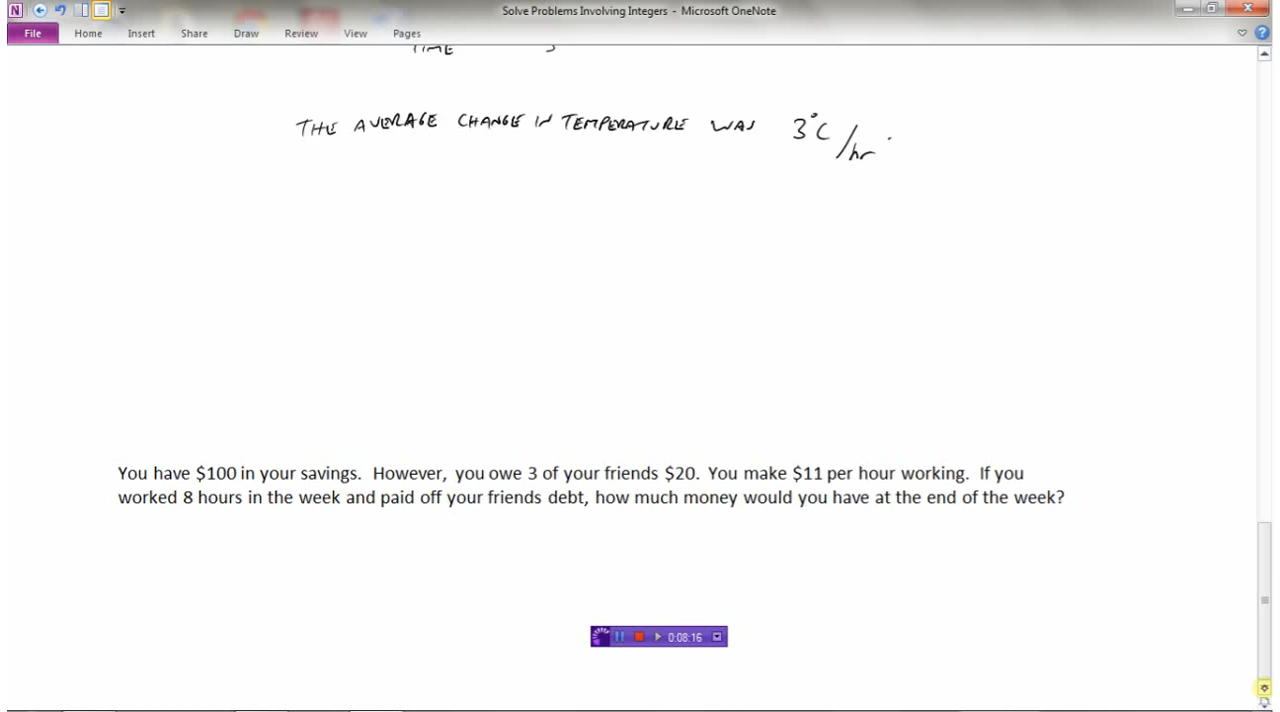 Solve Problems Involving Integers - Microsoft OneNote
File Home Insert Share Draw Review View Pages
TIME 5
THE AVERAGE CHANGE IN TEMPERATURE WAS 3°C/hr.
You have $100 in your savings. However, you owe 3 of your friends $20. You make $11 per hour working. If you
worked 8 hours in the week and paid off your friends debt, how much money would you have at the end of the week?
0:08:16